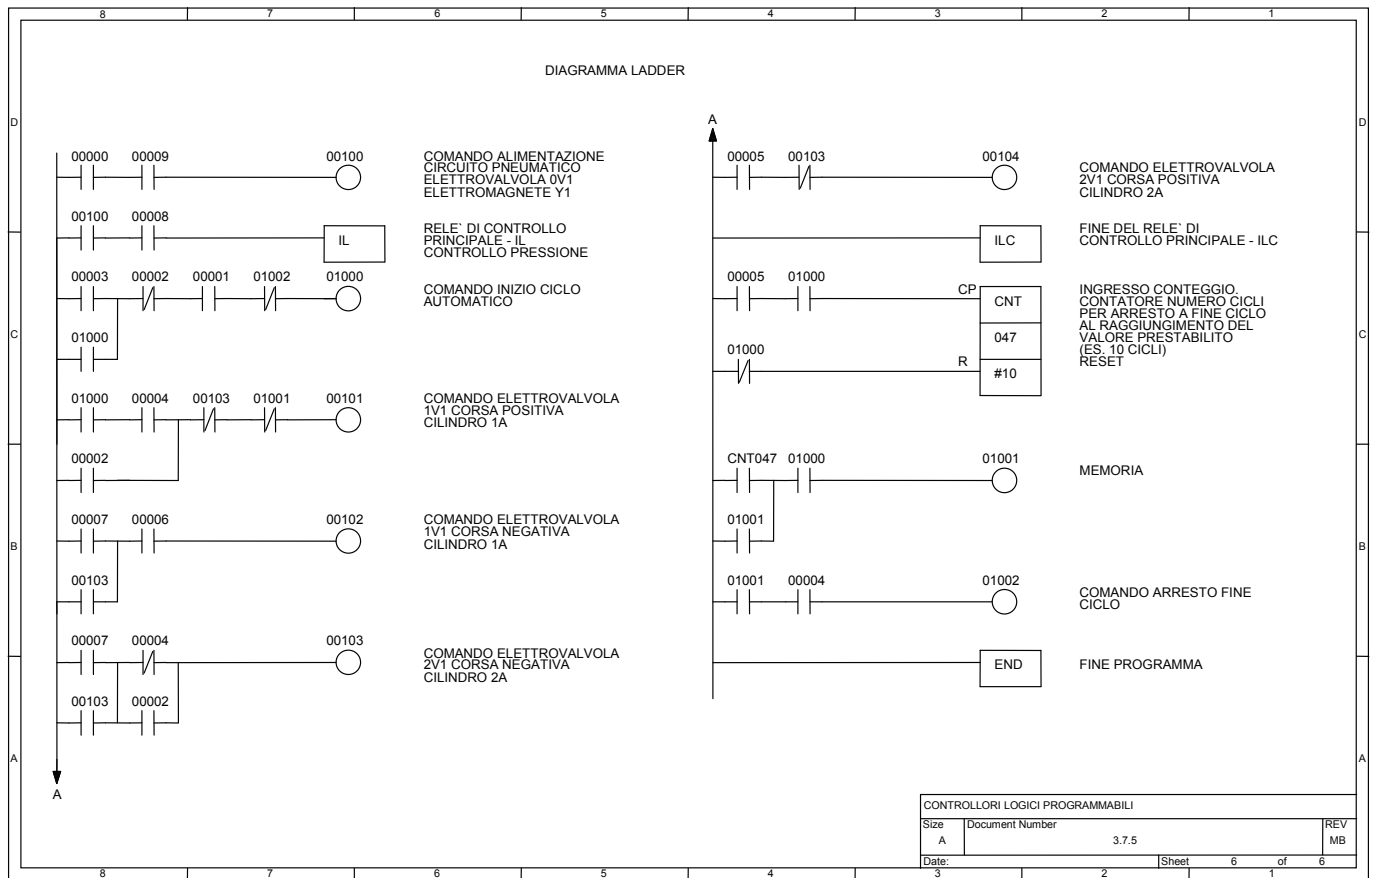 8 7 6 5 4 3 2 1
DIAGRAMMA LADDER
D
D
00000 00009 00100
COMANDO ALIMENTAZIONE
CIRCUITO PNEUMATICO
ELETTROVALVOLA 0V1
ELETTROMAGNETE Y1
00100 00008
IL
RELE` DI CONTROLLO
PRINCIPALE - IL
CONTROLLO PRESSIONE
00003 00002 00001 01002 01000
COMANDO INIZIO CICLO
AUTOMATICO
C
01000
01000 00004 00103 01001 00101
COMANDO ELETTROVALVOLA
1V1 CORSA POSITIVA
CILINDRO 1A
00002
00007 00006 00102
COMANDO ELETTROVALVOLA
1V1 CORSA NEGATIVA
CILINDRO 1A
B
00103
00007 00004 00103
COMANDO ELETTROVALVOLA
2V1 CORSA NEGATIVA
CILINDRO 2A
00103 00002
A
A
A
00005 00103 00104
COMANDO ELETTROVALVOLA
2V1 CORSA POSITIVA
CILINDRO 2A
ILC
FINE DEL RELE` DI
CONTROLLO PRINCIPALE - ILC
00005 01000
CP
CNT
047
#10
INGRESSO CONTEGGIO.
CONTATORE NUMERO CICLI
PER ARRESTO A FINE CICLO
AL RAGGIUNGIMENTO DEL
VALORE PRESTABILITO
(ES. 10 CICLI)
RESET
C
01000
R
CNT047 01000 01001
MEMORIA
01001
B
01001 00004 01002
COMANDO ARRESTO FINE
CICLO
END
FINE PROGRAMMA
A
CONTROLLORI LOGICI PROGRAMMABILI
Size Document Number REV
A 3.7.5 MB
Date: Sheet 6 of 6
8 7 6 5 4 3 2 1